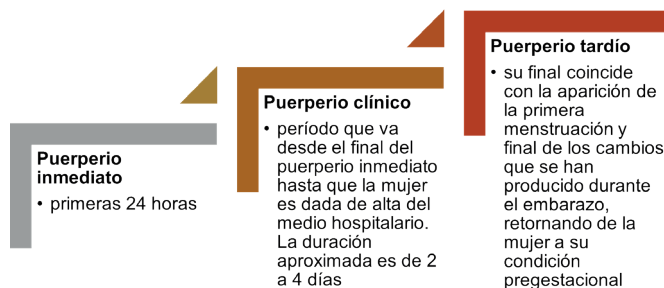 Puerperio
inmediato
• primeras 24 horas
Puerperio clínico
• período que va
desde el final del
puerperio inmediato
hasta que la mujer
es dada de alta del
medio hospitalario.
La duración
aproximada es de 2
a 4 días
Puerperio tardío
• su final coincide
con la aparición de
la primera
menstruación y
final de los cambios
que se han
producido durante
el embarazo,
retornando de la
mujer a su
condición
pregestacional